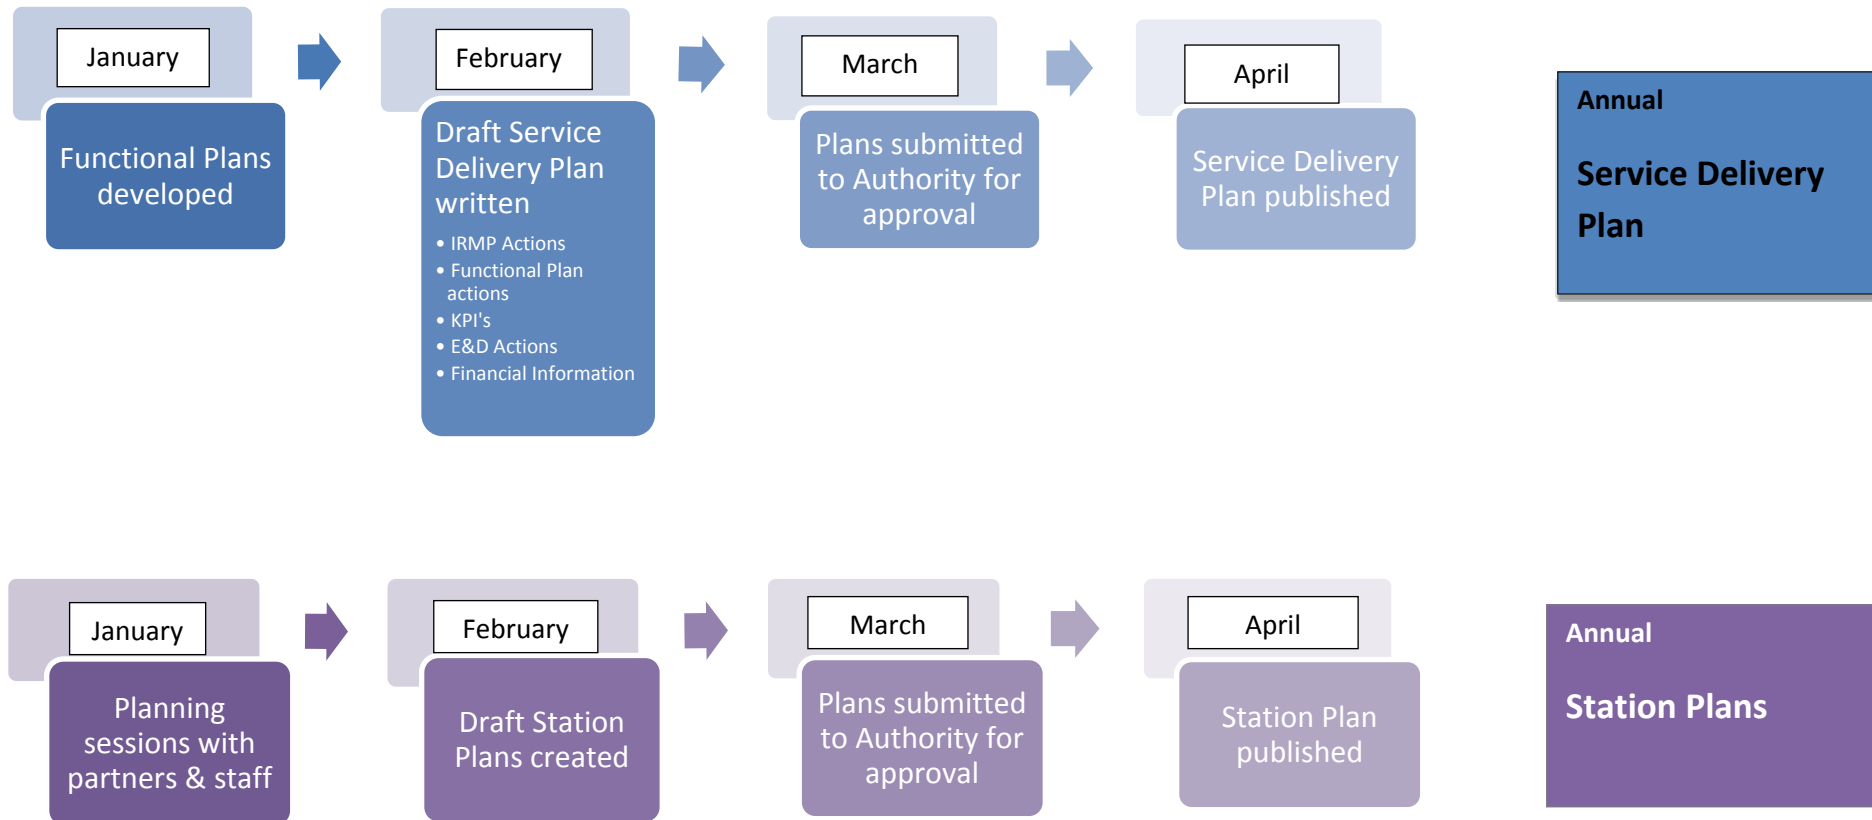 January
Functional Plans
developed
February
Draft Service
Delivery Plan
written
• IRMP Actions
• Functional Plan
actions
• KPI's
• E&D Actions
• Financial Information
March
Plans submitted
to Authority for
approval
April
Service Delivery
Plan published
Annual
Service Delivery
Plan
January
Planning
sessions with
partners & staff
February
Draft Station
Plans created
March
Plans submitted
to Authority for
approval
April
Station Plan
published
Annual
Station Plans